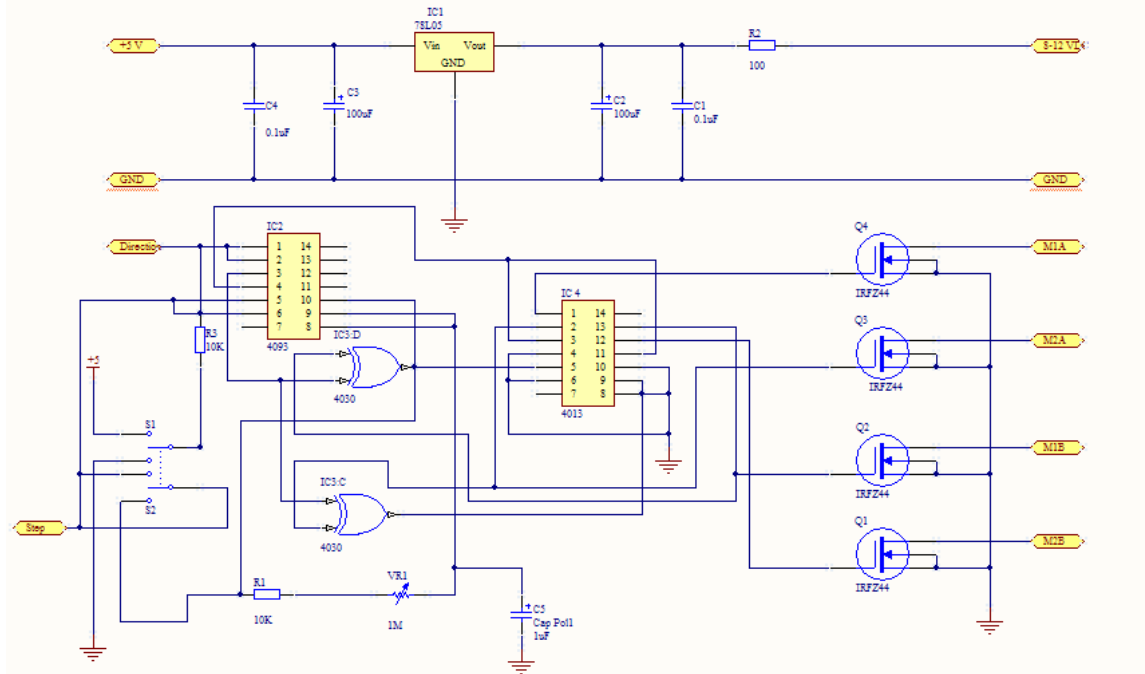 IC1
78L05
+5 V
Vin Vout
GND
R2
100
C4
0.1uF
C3
100uF
C2
100uF
C1
0.1uF
GND
GND
Direction
IC2
1 14
2 13
3 12
4 11
5 10
6 9
7 8
4093
R3
10K
+5
IC3:D
4030
IC 4
1 14
2 13
3 12
4 11
5 10
6 9
7 8
4013
Q4
IRFZ44
M1A
Q3
IRFZ44
M2A
Q2
IRFZ44
M1B
Q1
IRFZ44
M2B
S1
S2
Step
IC3:C
4030
R1
10K
VR1
1M
C5
Cap Pol1
1uF